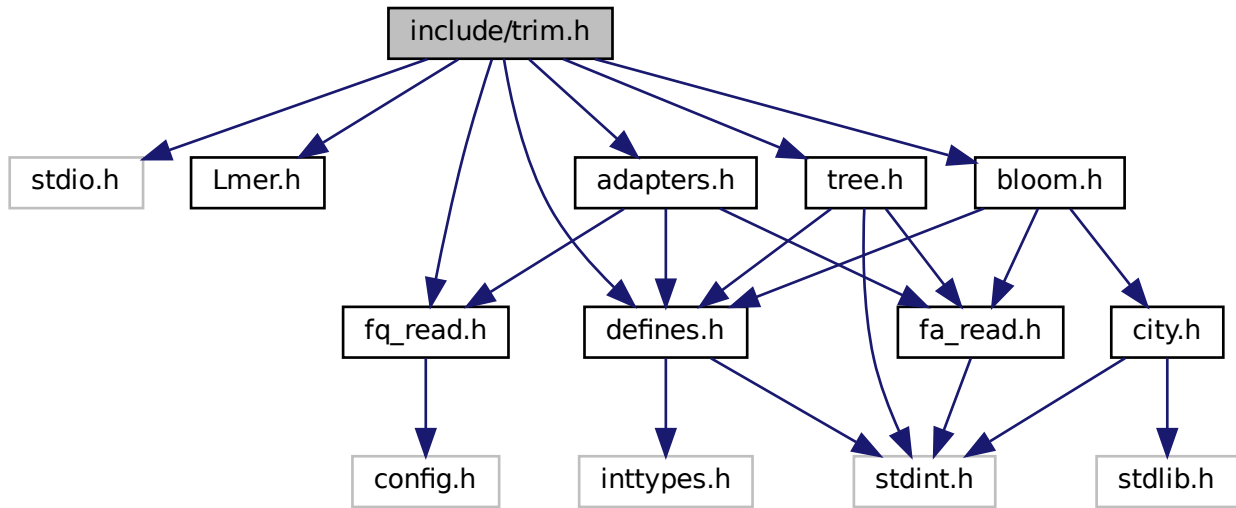 include/trim.h
stdio.h
Lmer.h
adapters.h
tree.h
bloom.h
fq_read.h
defines.h
fa_read.h
city.h
config.h
inttypes.h
stdint.h
stdlib.h